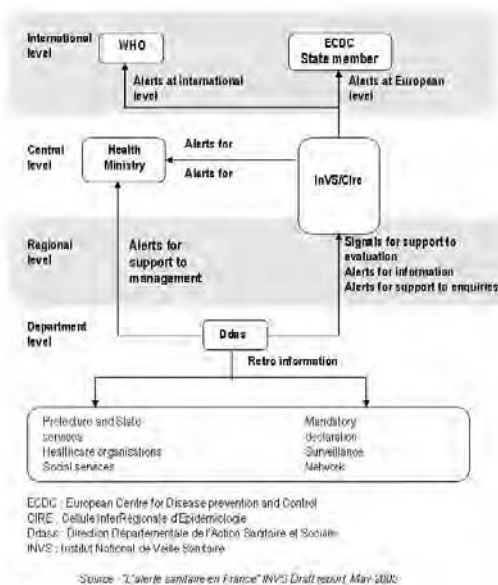 International
level
WHO
ECDC
State member
Alerts at international
level
Alerts at European
level
Central
level
Health
Ministry
Alerts for
Alerts for
InVS/Cire
Regional
level
Alerts for
support to
management
Signals for support to
evaluation
Alerts for information
Alerts for support to enquiries
Department
level
Ddas
Retro information
Prefecture and State
services
Healthcare organisations
Social services
Mandatory
declaration
Surveillance
Network
ECDC : European Centre for Disease prevention and Control
CIRE : Cellule InterRégionale d'Epidemiologie
Ddass : Direction Départementale de l'Action Sanitaire et Sociale
INVS : Institut National de Veille Sanitaire
Source : "L'alerte sanitaire en France" INVS Draft report, May